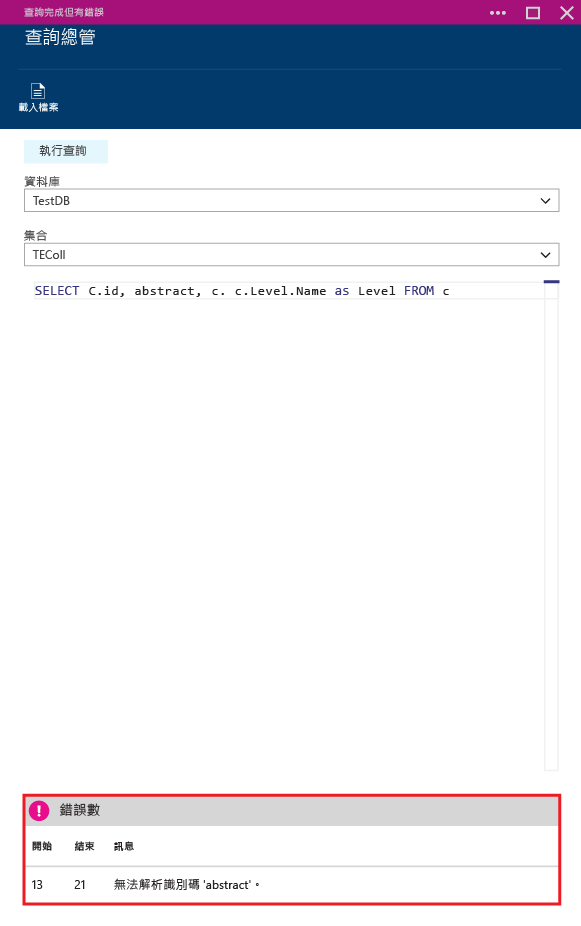 查詢完成但有錯誤
查詢總管
載入檔案
執行查詢
資料庫
TestDB
集合
TEColl
SELECT C.id, abstract, c. c.Level.Name as Level FROM c
錯誤數
開始 結束 訊息
13 21 無法解析識別碼 'abstract'。